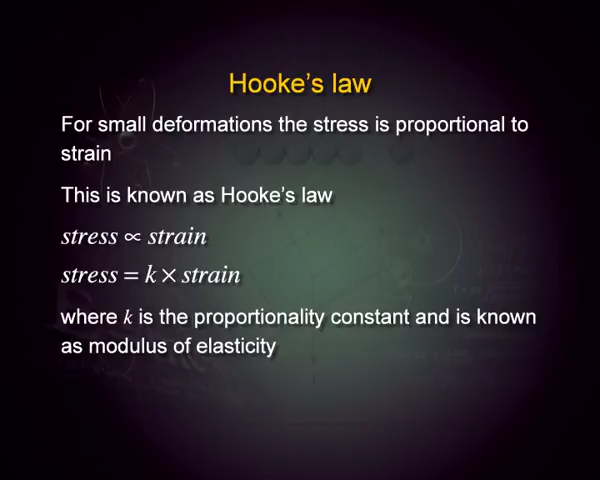 Hooke's law
For small deformations the stress is proportional to
strain
This is known as Hooke's law
stress ∝ strain
stress = k × strain
where k is the proportionality constant and is known
as modulus of elasticity